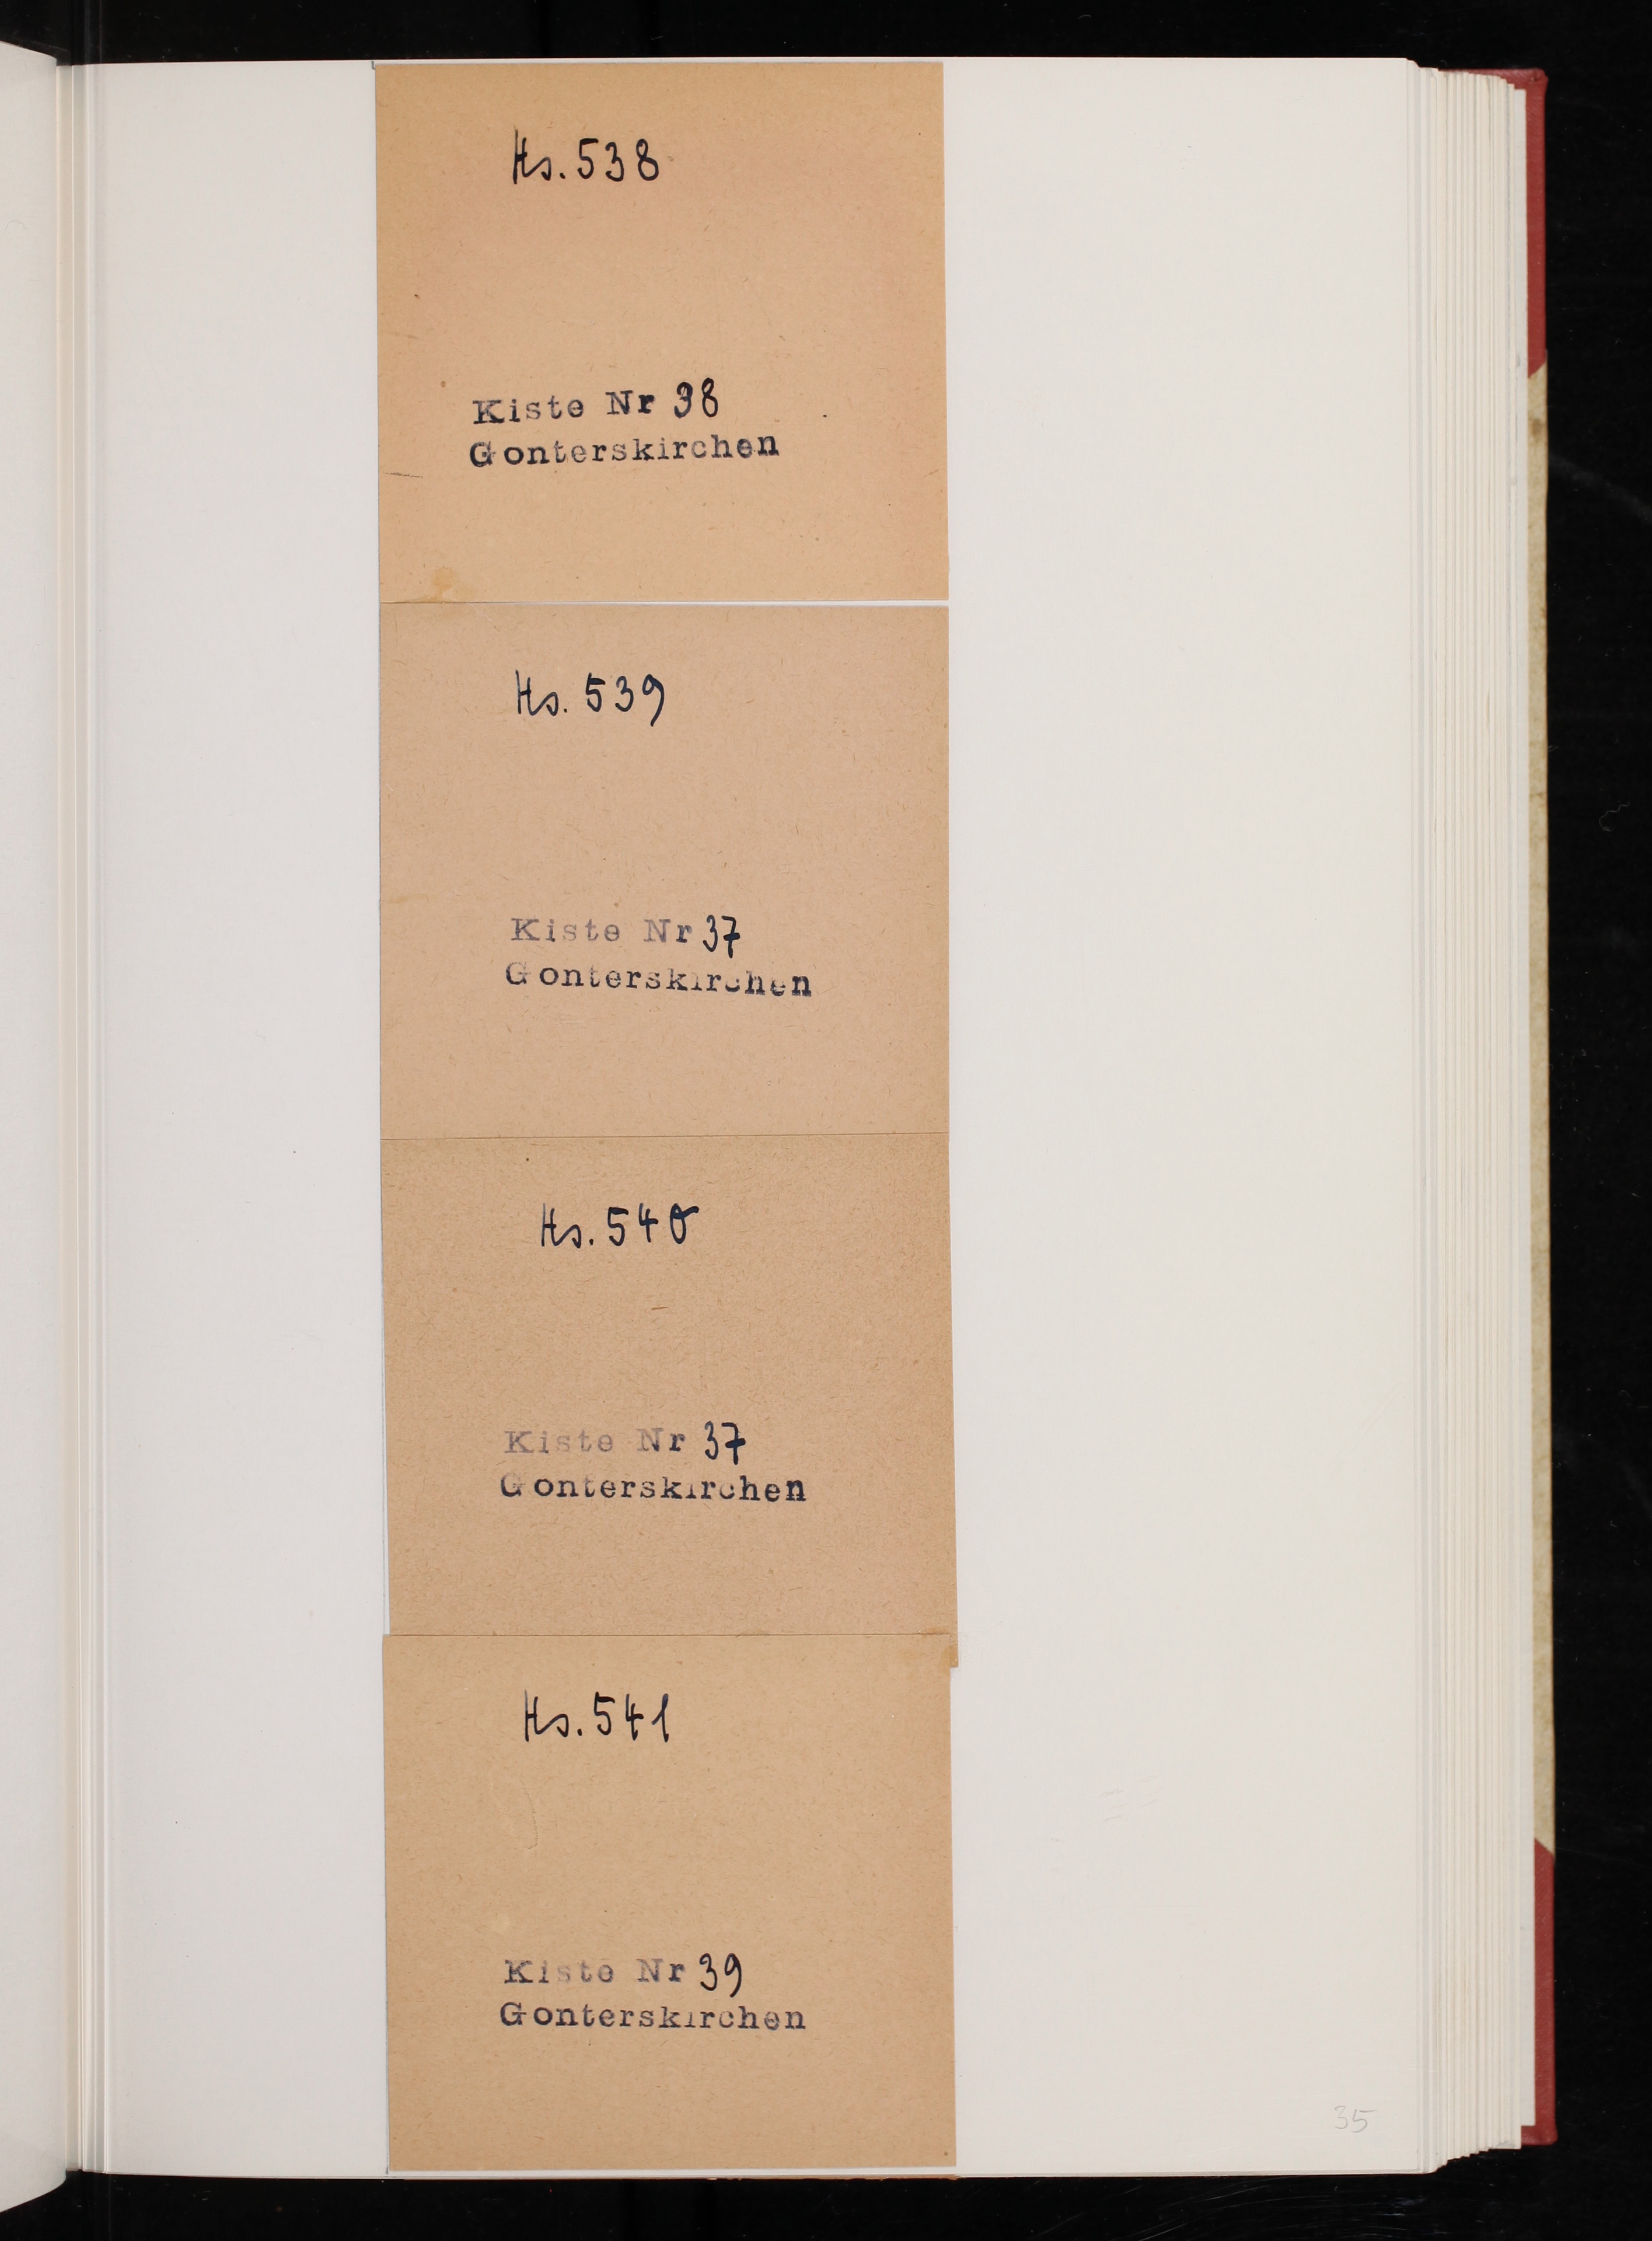 Hs. 538
Kiste Nr 38
Gonterskirchen
Hs. 539
Kiste Nr 37
Gonterskirchen
Hs. 540
Kiste Nr 37
Gonterskirchen
Hs. 541
Kiste Nr 39
Gonterskirchen
35